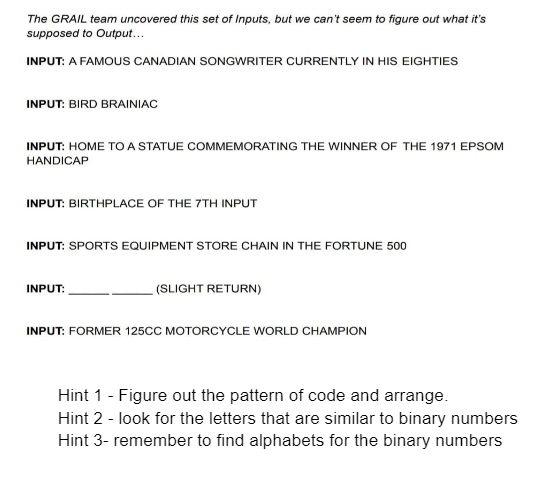 The GRAIL team uncovered this set of Inputs, but we can't seem to figure out what it's
supposed to Output…
INPUT: A FAMOUS CANADIAN SONGWRITER CURRENTLY IN HIS EIGHTIES
INPUT: BIRD BRAINIAC
INPUT: HOME TO A STATUE COMMEMORATING THE WINNER OF THE 1971 EPSOM
HANDICAP
INPUT: BIRTHPLACE OF THE 7TH INPUT
INPUT: SPORTS EQUIPMENT STORE CHAIN IN THE FORTUNE 500
INPUT: ______ ______ (SLIGHT RETURN)
INPUT: FORMER 125CC MOTORCYCLE WORLD CHAMPION
Hint 1 - Figure out the pattern of code and arrange.
Hint 2 - look for the letters that are similar to binary numbers
Hint 3- remember to find alphabets for the binary numbers